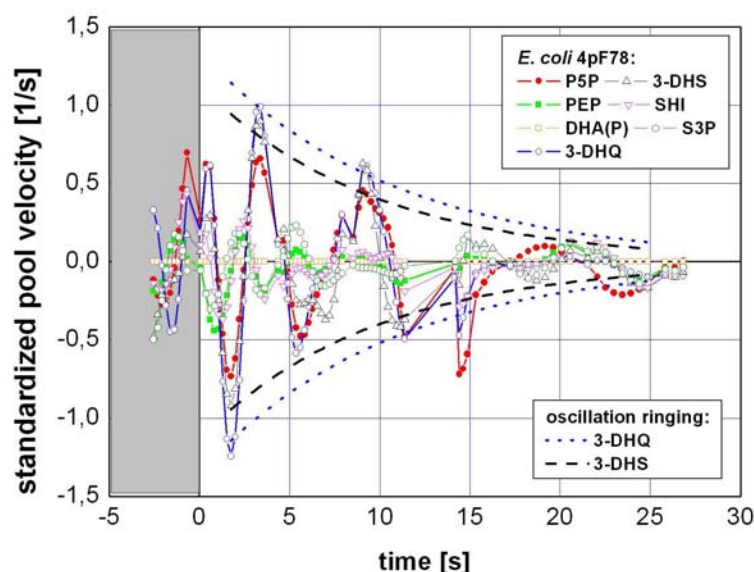 standardized pool velocity [1/s]
1,5
1,0
0,5
0,0
-0,5
-1,0
-1,5
E. coli 4pF78:
P5P 3-DHS
PEP SHI
DHA(P) S3P
3-DHQ
oscillation ringing:
3-DHQ
3-DHS
-5 0 5 10 15 20 25 30
time [s]